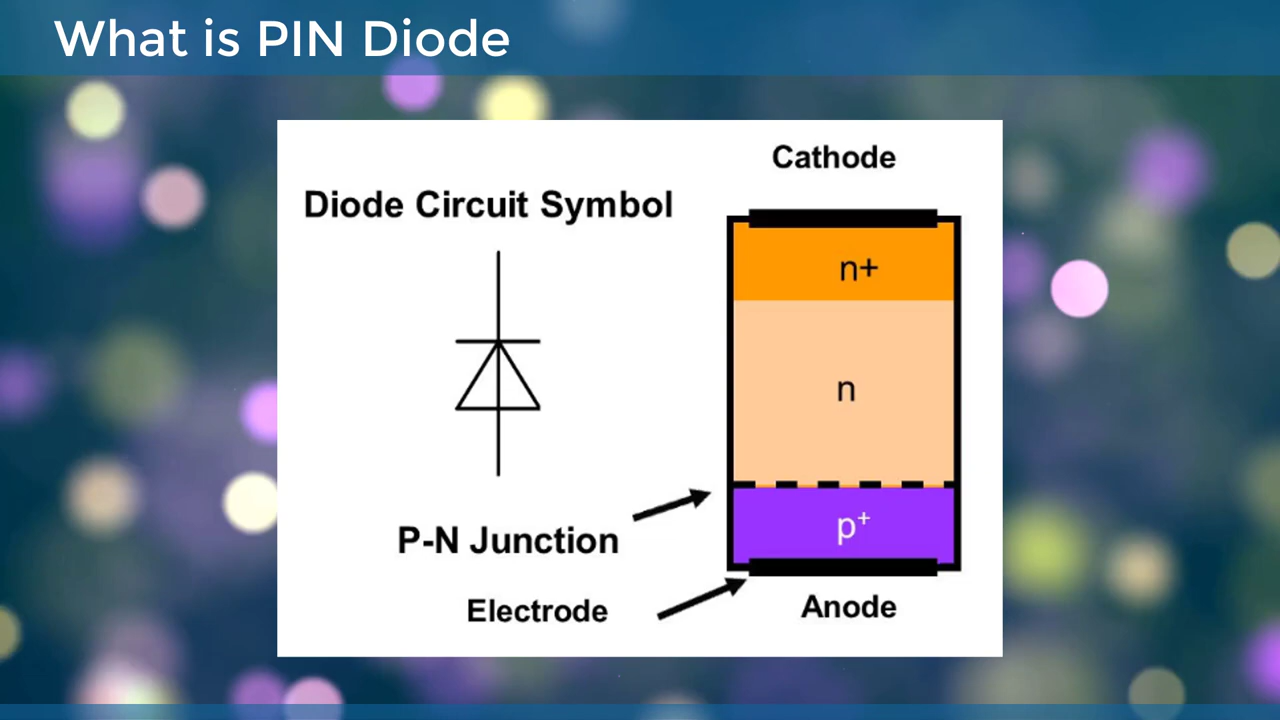 What is PIN Diode
Cathode
Diode Circuit Symbol
n+
n
P-N Junction
p⁺
Electrode
Anode